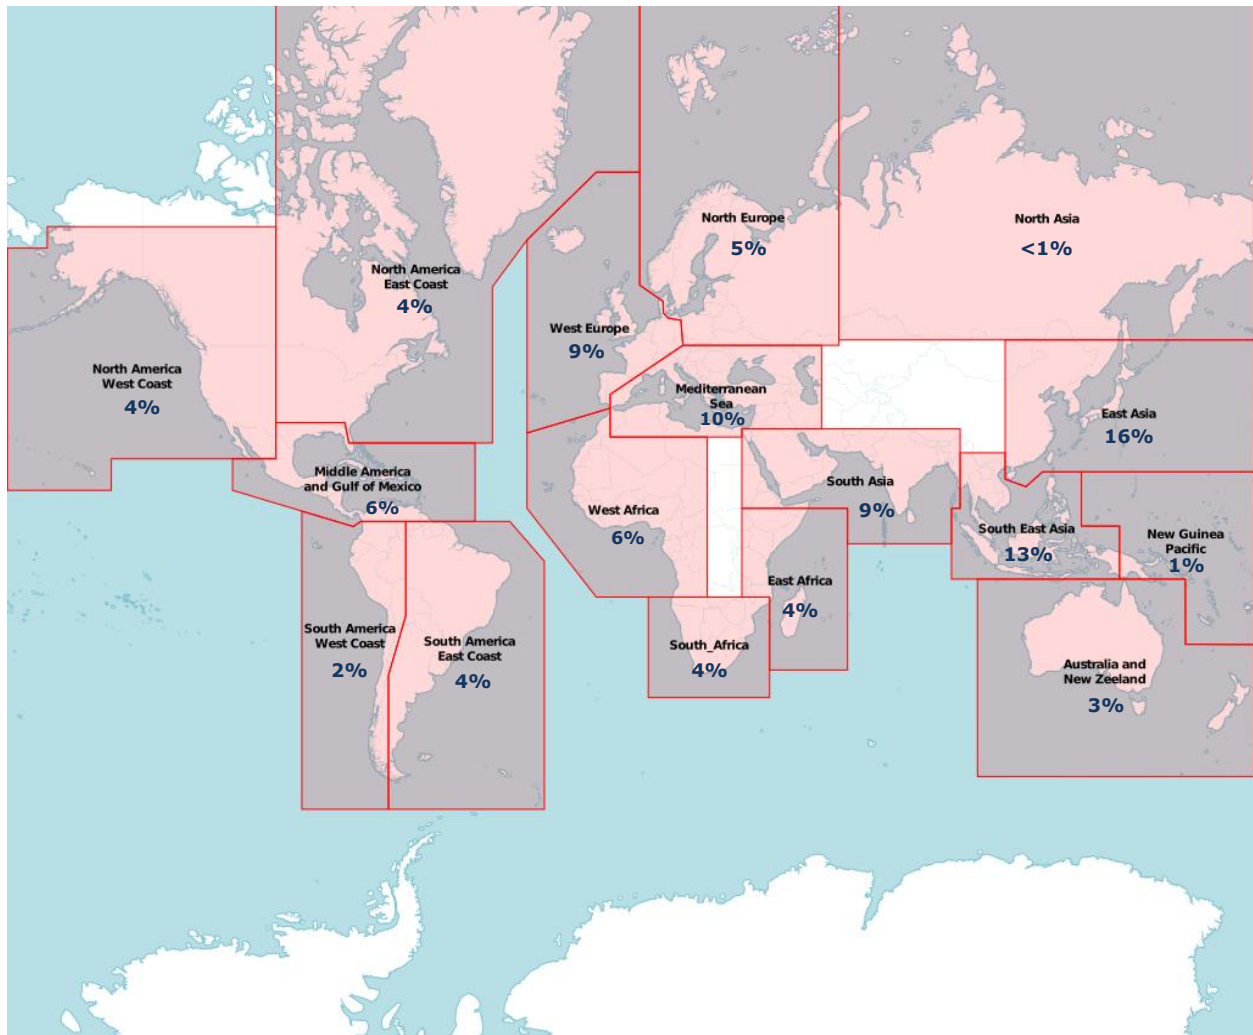 North Europe
5%
North Asia
<1%
North America
East Coast
4%
West Europe
9%
North America
West Coast
4%
Mediterranean
Sea
10%
East Asia
16%
Middle America
and Gulf of Mexico
6%
South Asia
9%
West Africa
6%
South East Asia
13%
New Guinea
Pacific
1%
East Africa
4%
South America
West Coast
2%
South America
East Coast
4%
South_Africa
4%
Australia and
New Zeeland
3%